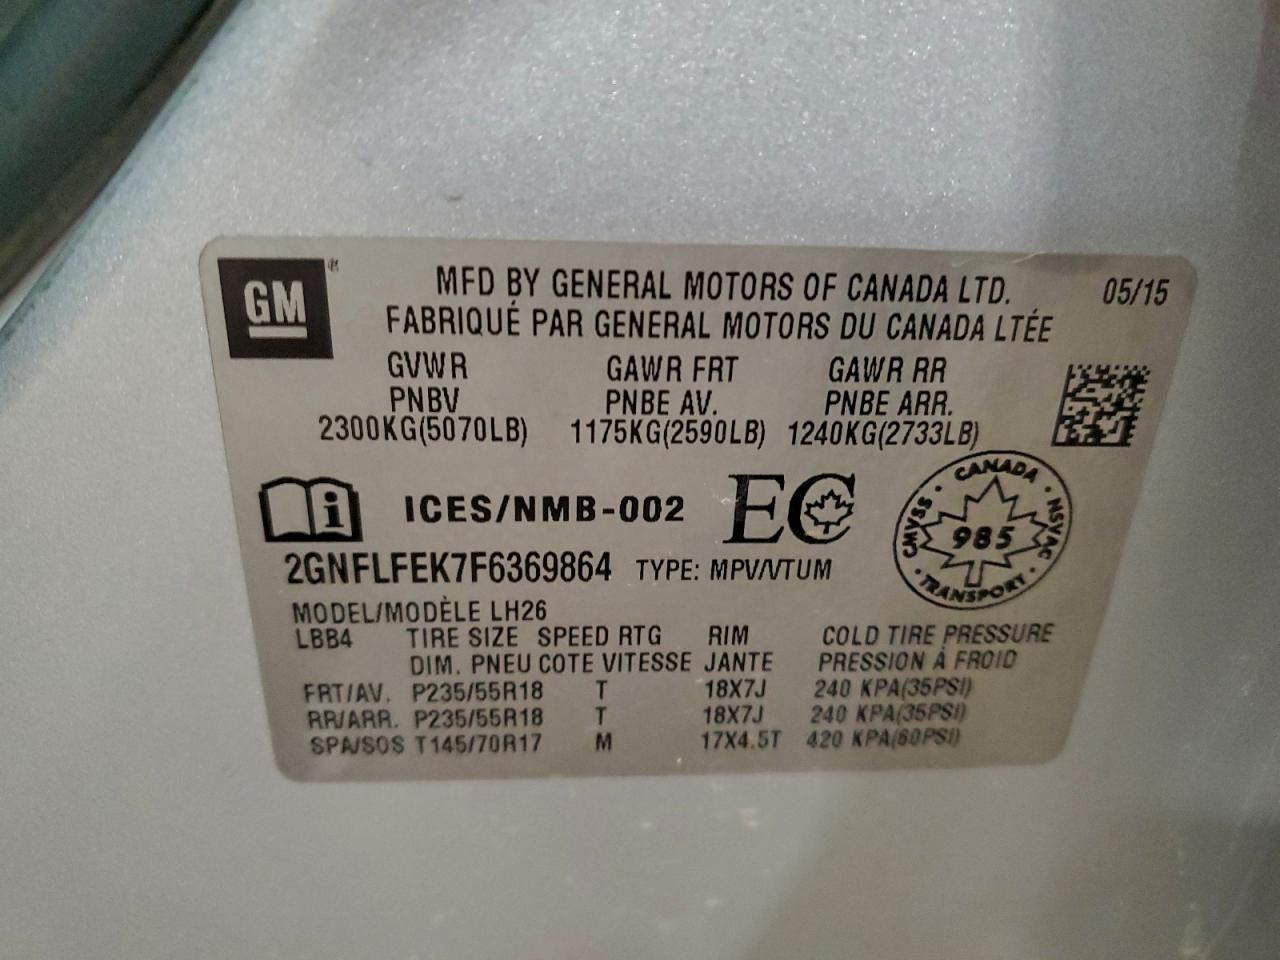 GM ®
MFD BY GENERAL MOTORS OF CANADA LTD. 05/15
FABRIQUÉ PAR GENERAL MOTORS DU CANADA LTÉE
GVWR GAWR FRT GAWR RR
PNBV PNBE AV. PNBE ARR.
2300KG(5070LB) 1175KG(2590LB) 1240KG(2733LB)
i ICES/NMB-002 EC
CANADA · NSVAC · TRANSPORT · CMVSS ·
985
2GNFLFEK7F6369864 TYPE: MPV/VTUM
MODEL/MODÈLE LH26
LBB4 TIRE SIZE SPEED RTG RIM COLD TIRE PRESSURE
DIM. PNEU COTE VITESSE JANTE PRESSION À FROID
FRT/AV. P235/55R18 T 18X7J 240 KPA(35PSI)
RR/ARR. P235/55R18 T 18X7J 240 KPA(35PSI)
SPA/SOS T145/70R17 M 17X4.5T 420 KPA(60PSI)